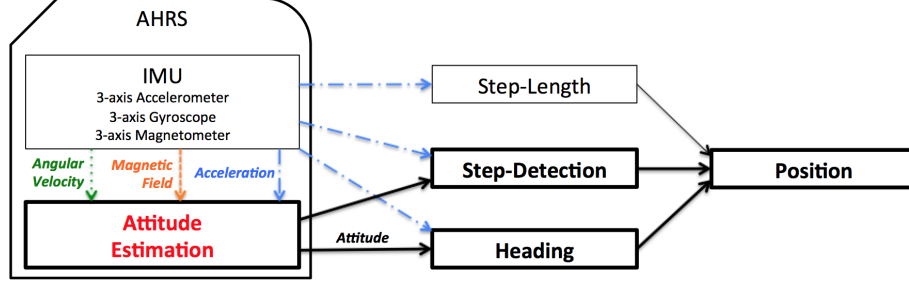 AHRS
IMU
3-axis Accelerometer
3-axis Gyroscope
3-axis Magnetometer
Angular
Velocity
Magnetic
Field
Acceleration
Attitude
Estimation
Attitude
Step-Length
Step-Detection
Heading
Position